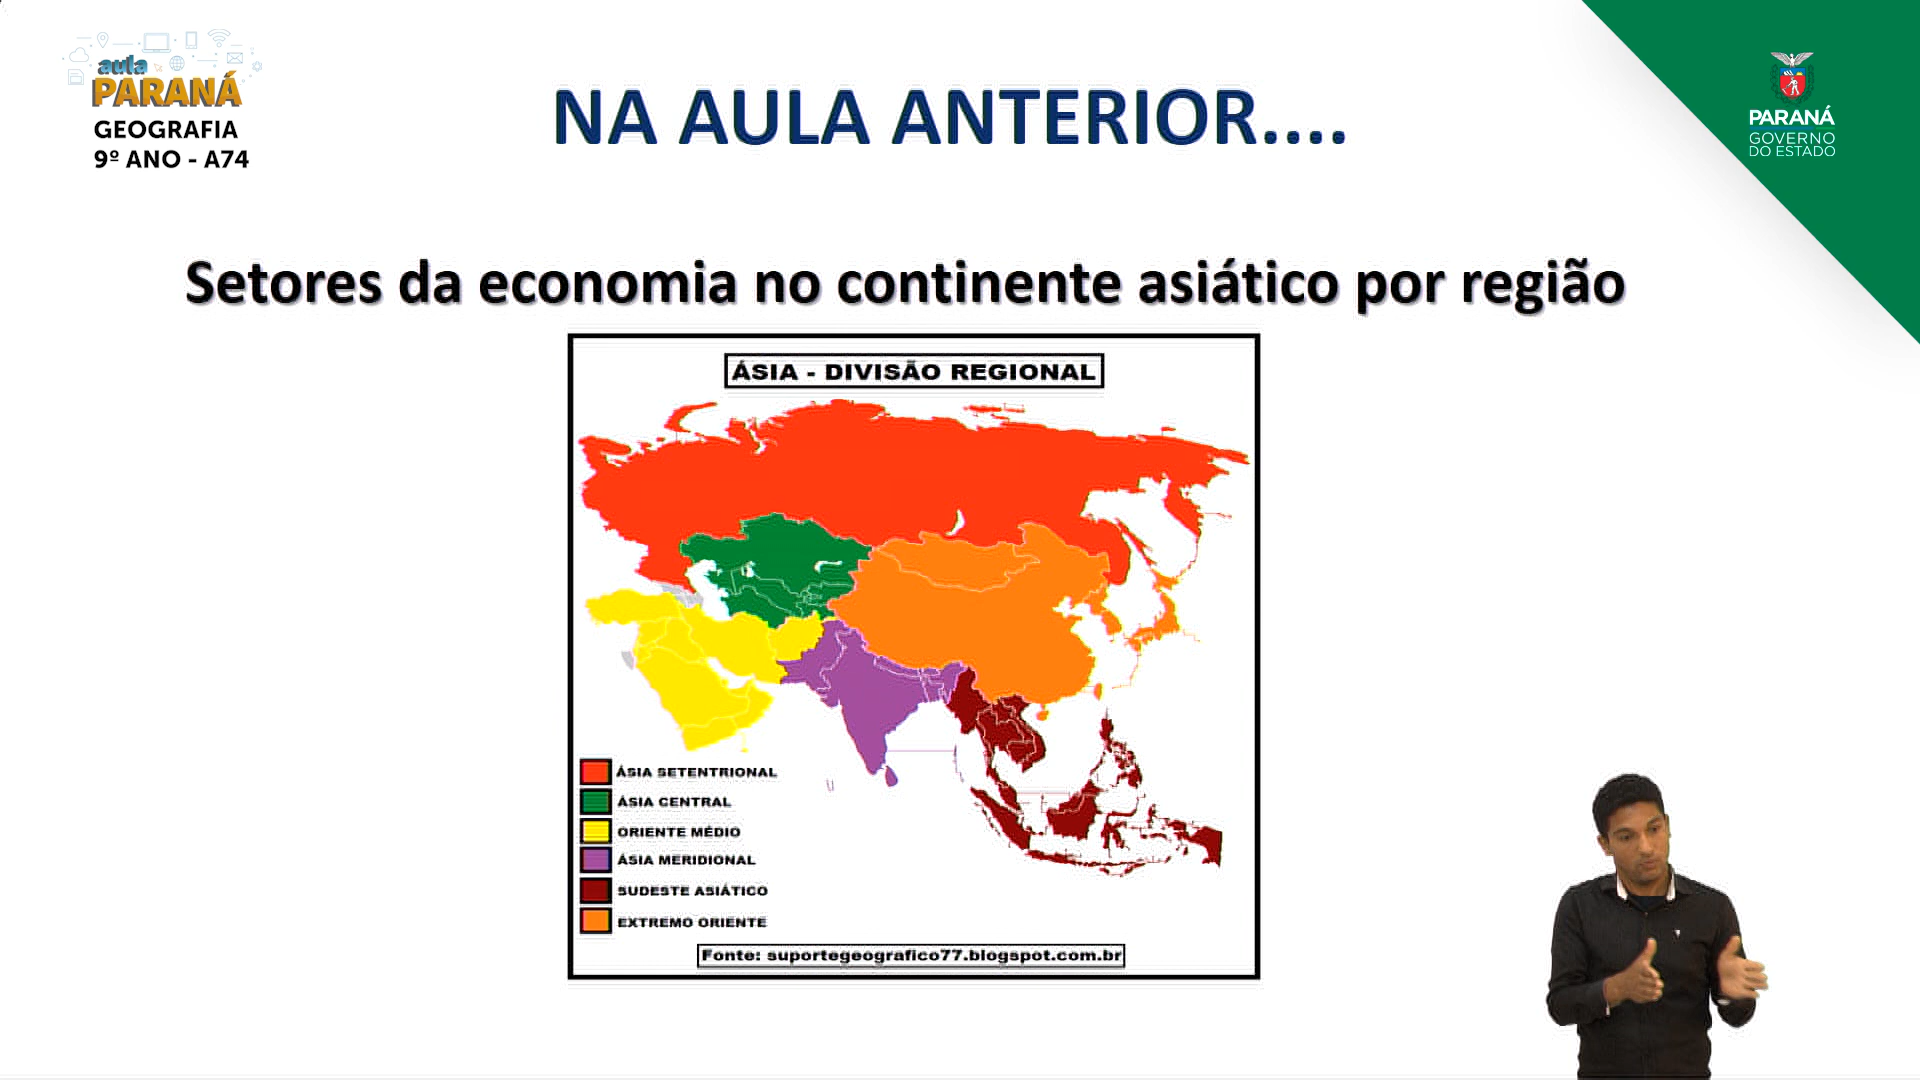 aula
PARANÁ
GEOGRAFIA
9º ANO - A74
NA AULA ANTERIOR....
PARANÁ
GOVERNO
DO ESTADO
Setores da economia no continente asiático por região
ÁSIA - DIVISÃO REGIONAL
ÁSIA SETENTRIONAL
ÁSIA CENTRAL
ORIENTE MÉDIO
ÁSIA MERIDIONAL
SUDESTE ASIÁTICO
EXTREMO ORIENTE
Fonte: suportegeografico77.blogspot.com.br